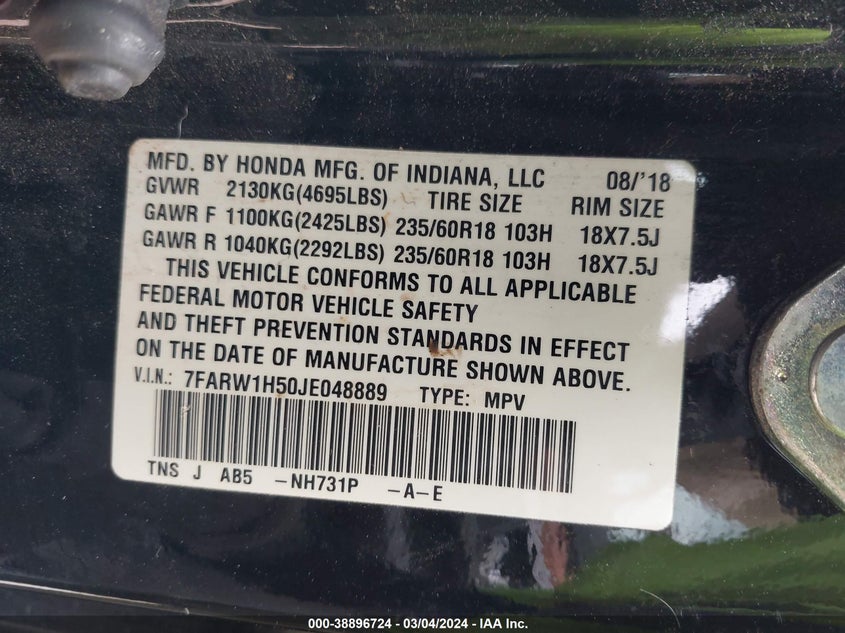 MFD. BY HONDA MFG. OF INDIANA, LLC 08/'18
GVWR 2130KG(4695LBS) TIRE SIZE RIM SIZE
GAWR F 1100KG(2425LBS) 235/60R18 103H 18X7.5J
GAWR R 1040KG(2292LBS) 235/60R18 103H 18X7.5J
THIS VEHICLE CONFORMS TO ALL APPLICABLE
FEDERAL MOTOR VEHICLE SAFETY
AND THEFT PREVENTION STANDARDS IN EFFECT
ON THE DATE OF MANUFACTURE SHOWN ABOVE.
V.I.N.: 7FARW1H50JE048889 TYPE: MPV
TNS J AB5 -NH731P -A-E
000-38896724 — 03/04/2024 — IAA Inc.